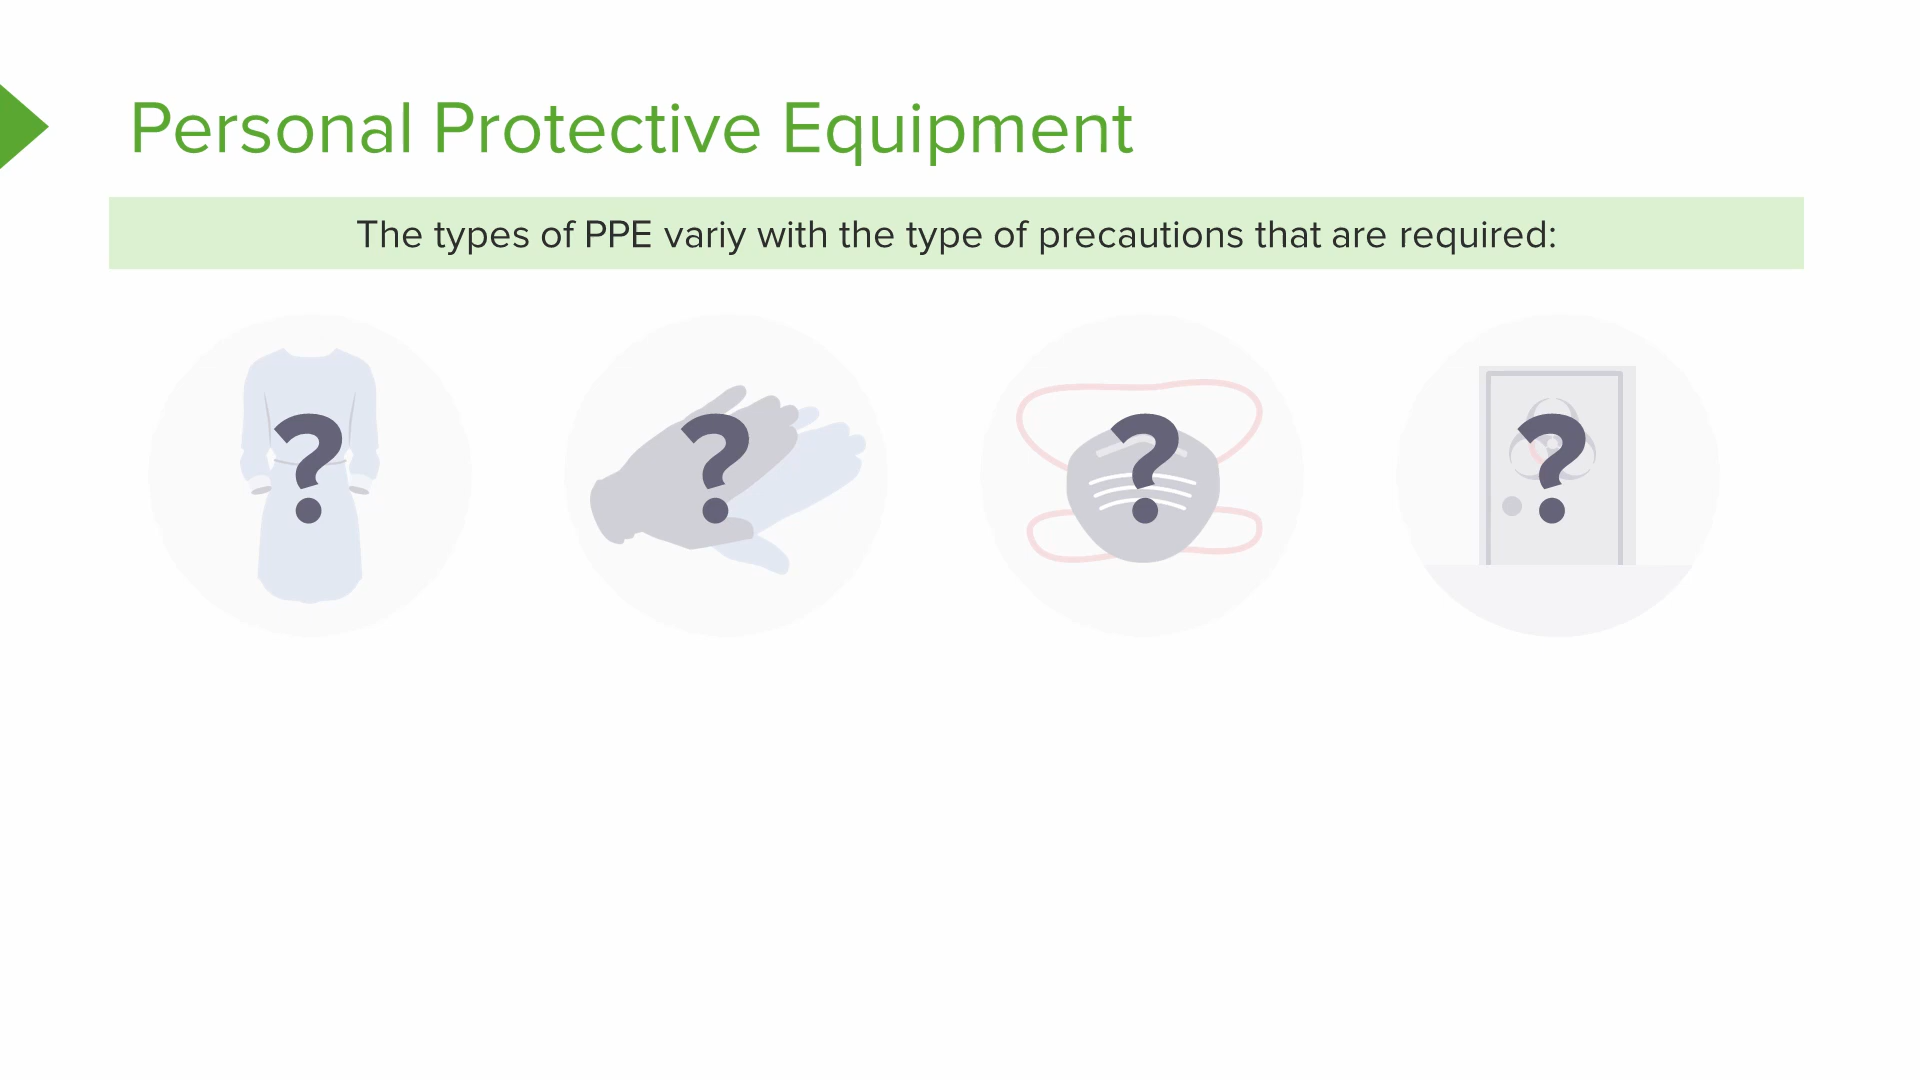 Personal Protective Equipment
The types of PPE variy with the type of precautions that are required:
? ? ? ?